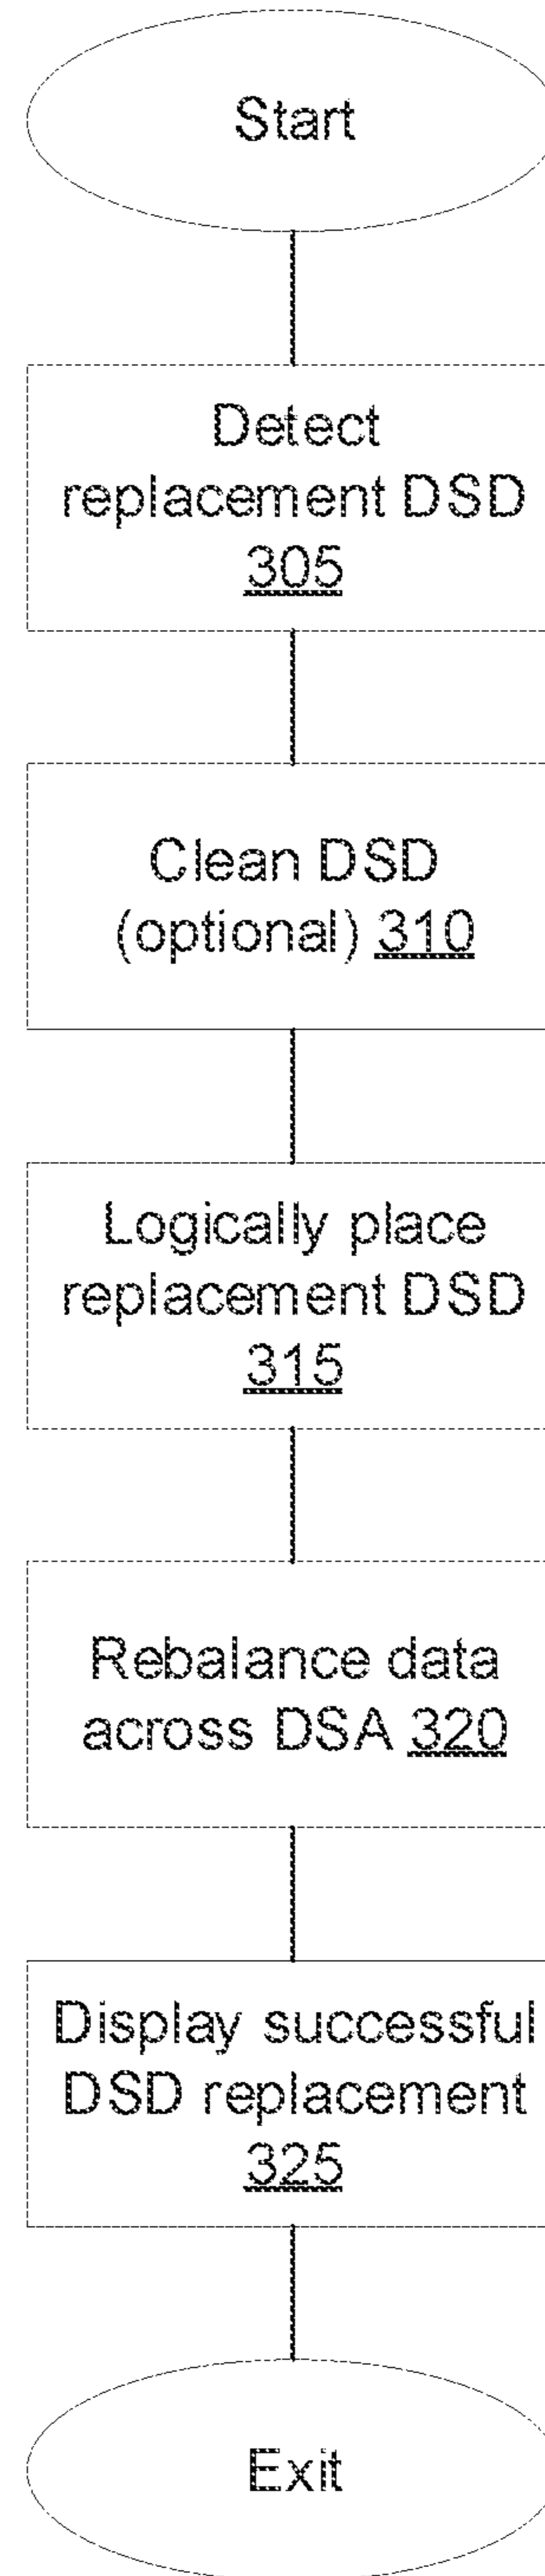 Start
Detect
replacement DSD
305
Clean DSD
(optional) 310
Logically place
replacement DSD
315
Rebalance data
across DSA 320
Display successful
DSD replacement
325
Exit